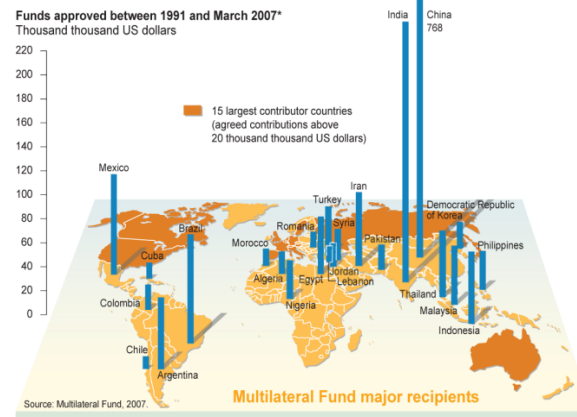 Funds approved between 1991 and March 2007*
Thousand thousand US dollars
220
200
180
160
140
120
100
80
60
40
20
0
15 largest contributor countries
(agreed contributions above
20 thousand thousand US dollars)
India
China
768
Mexico
Cuba
Brazil
Colombia
Chile
Argentina
Morocco
Algeria
Nigeria
Romania
Turkey
Egypt
Syria
Jordan
Lebanon
Iran
Pakistan
Democratic Republic
of Korea
Philippines
Thailand
Malaysia
Indonesia
Source: Multilateral Fund, 2007.
Multilateral Fund major recipients